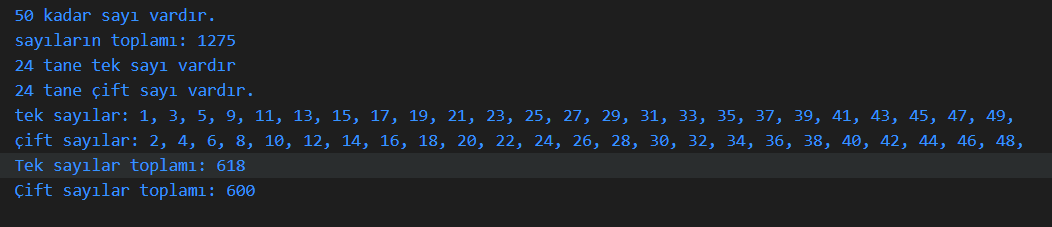 50 kadar sayı vardır.
sayıların toplamı: 1275
24 tane tek sayı vardır
24 tane çift sayı vardır.
tek sayılar: 1, 3, 5, 9, 11, 13, 15, 17, 19, 21, 23, 25, 27, 29, 31, 33, 35, 37, 39, 41, 43, 45, 47, 49,
çift sayılar: 2, 4, 6, 8, 10, 12, 14, 16, 18, 20, 22, 24, 26, 28, 30, 32, 34, 36, 38, 40, 42, 44, 46, 48,
Tek sayılar toplamı: 618
Çift sayılar toplamı: 600